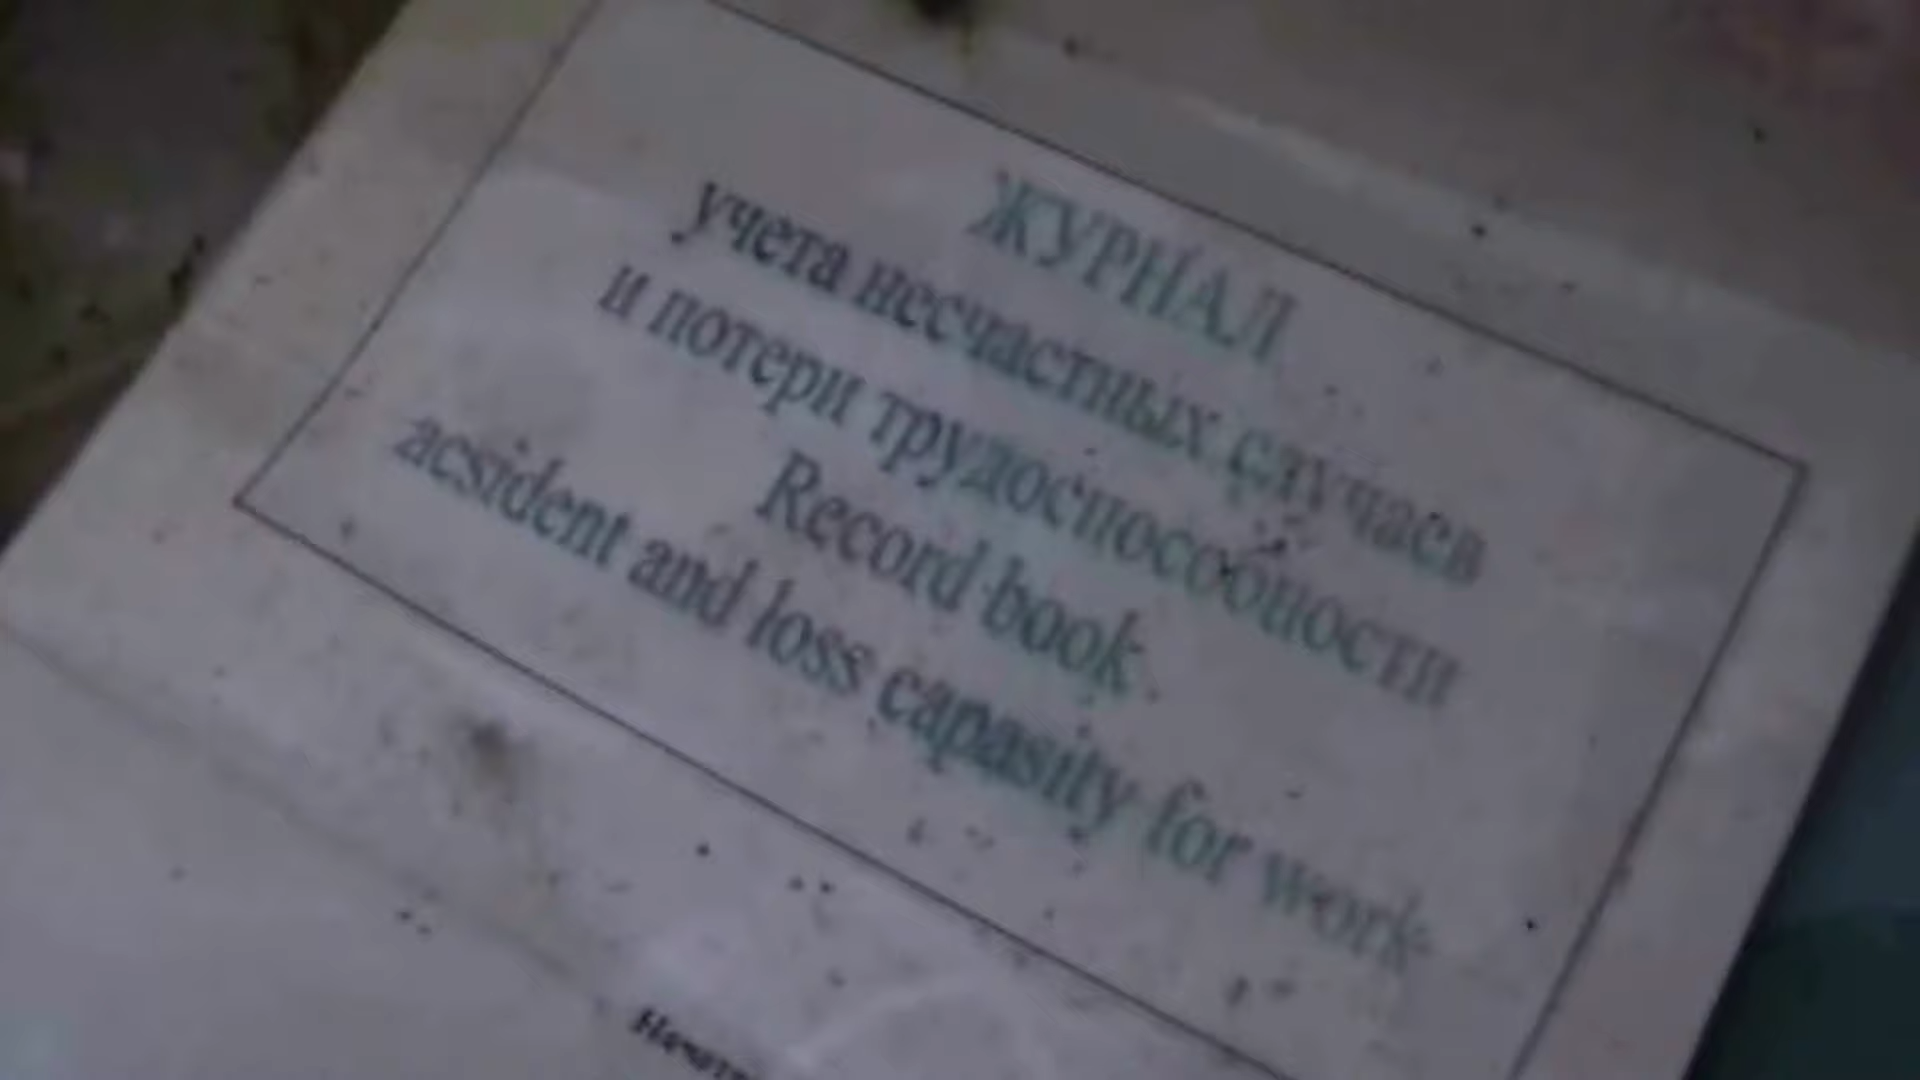 ЖУРНАЛ
учета несчастных случаев
и потери трудоспособности
Record book
acsident and loss capasity for work